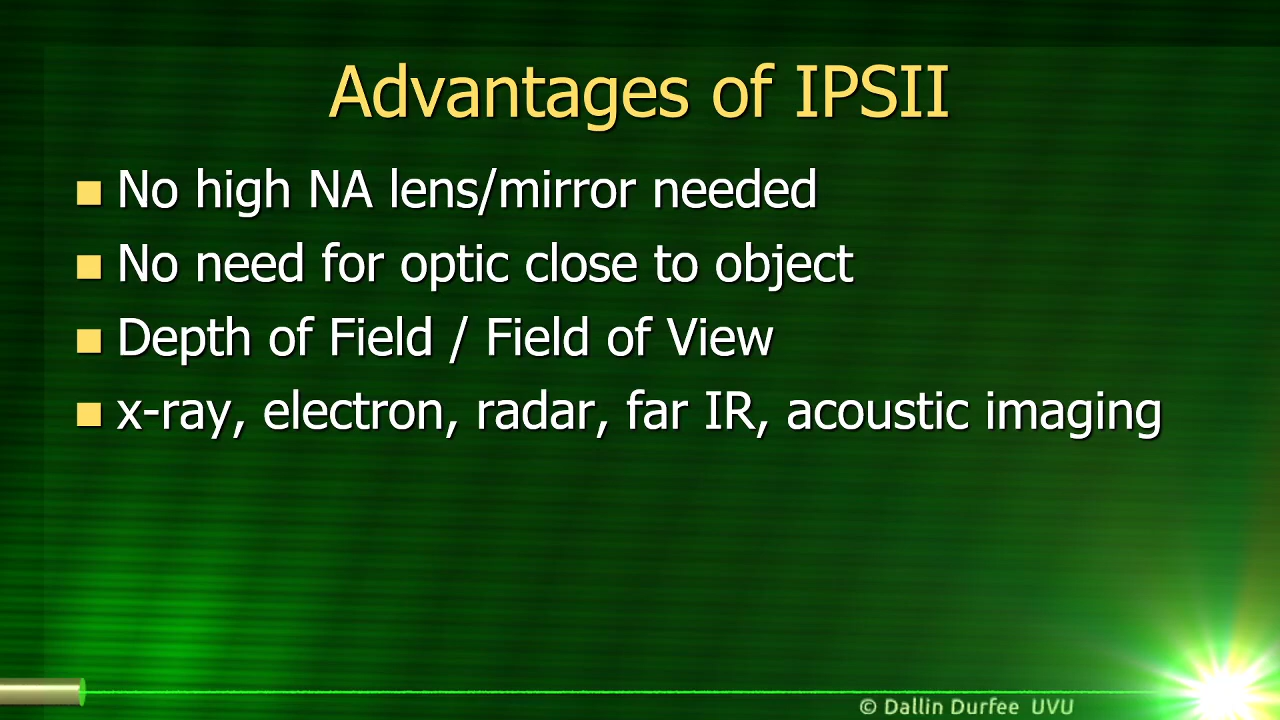 Advantages of IPSII
No high NA lens/mirror needed
No need for optic close to object
Depth of Field / Field of View
x-ray, electron, radar, far IR, acoustic imaging
© Dallin Durfee UVU